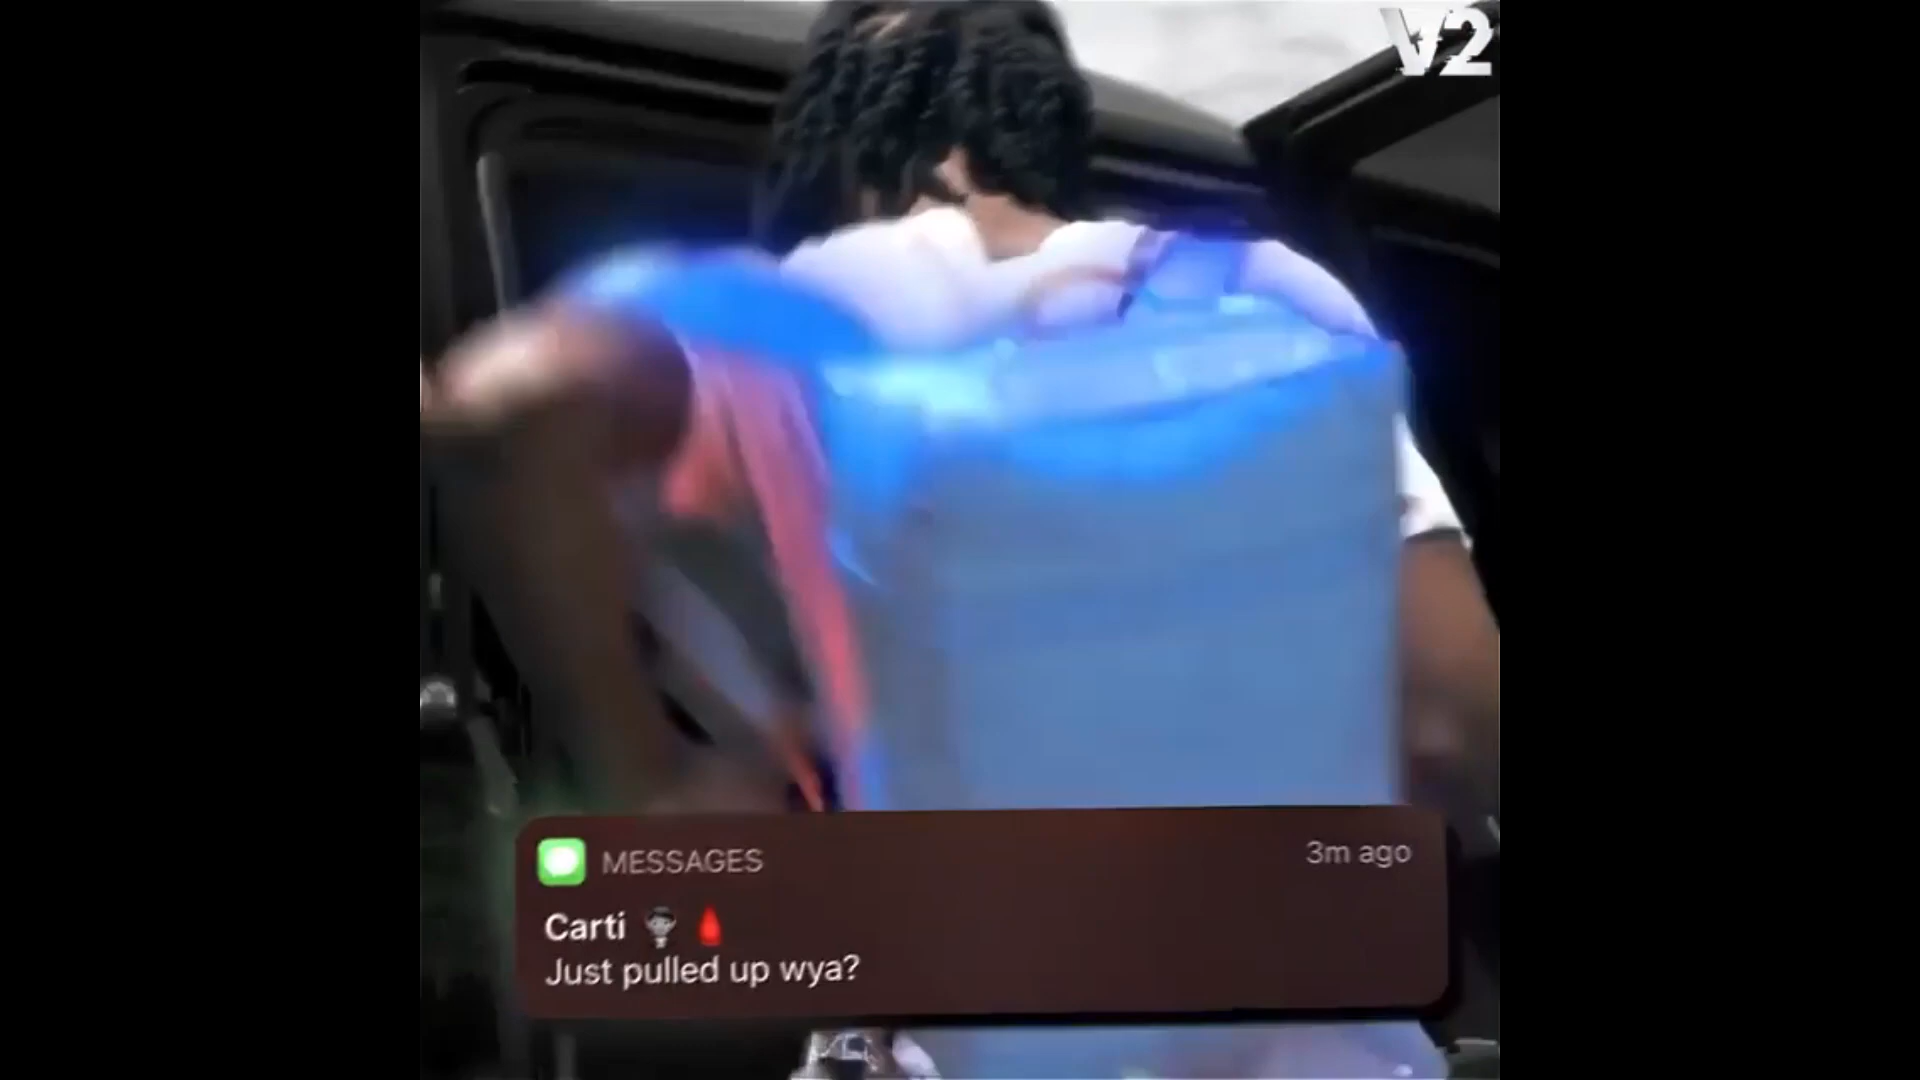 V2
MESSAGES
3m ago
Carti 🧛🏿‍♂️ 🩸
Just pulled up wya?